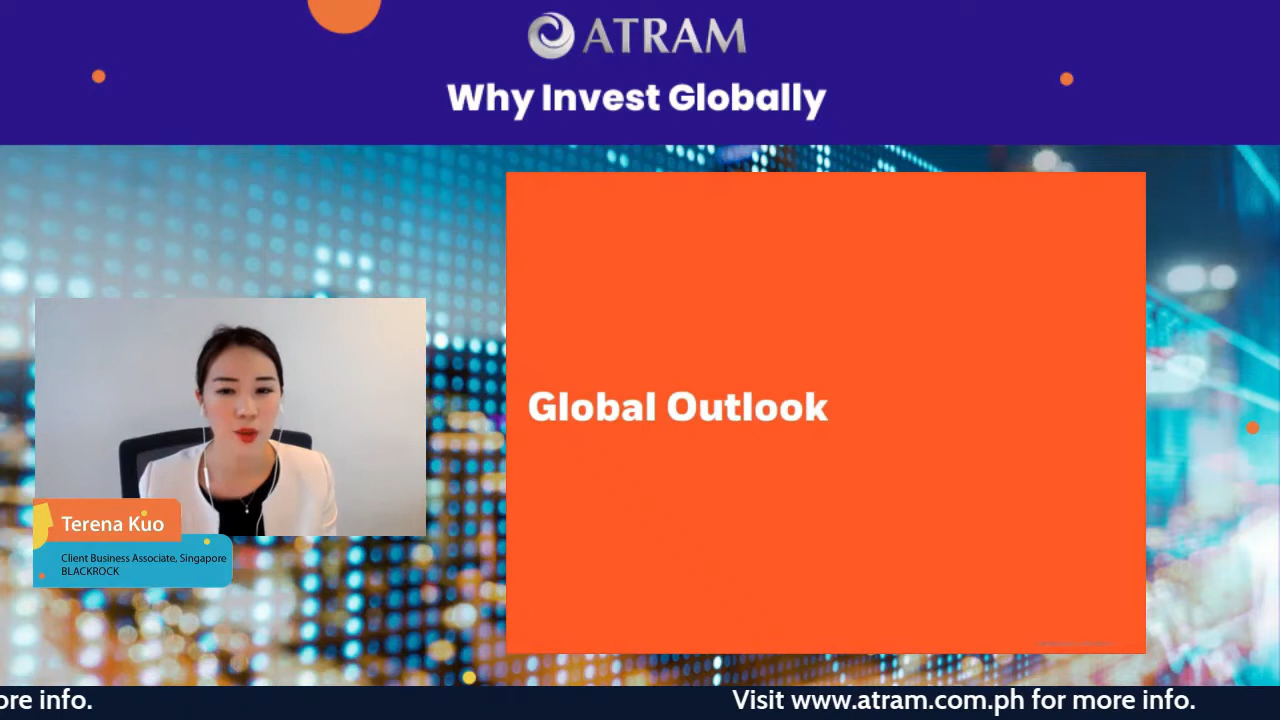 ATRAM
Why Invest Globally
Global Outlook
Terena Kuo
Client Business Associate, Singapore
BLACKROCK
ore info.
Visit www.atram.com.ph for more info.